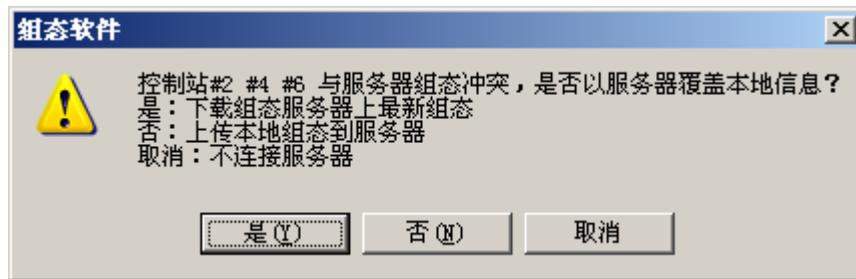 组态软件
控制站#2 #4 #6 与服务器组态冲突，是否以服务器覆盖本地信息？
是：下载组态服务器上最新组态
否：上传本地组态到服务器
取消：不连接服务器
是(Y) 否(N) 取消